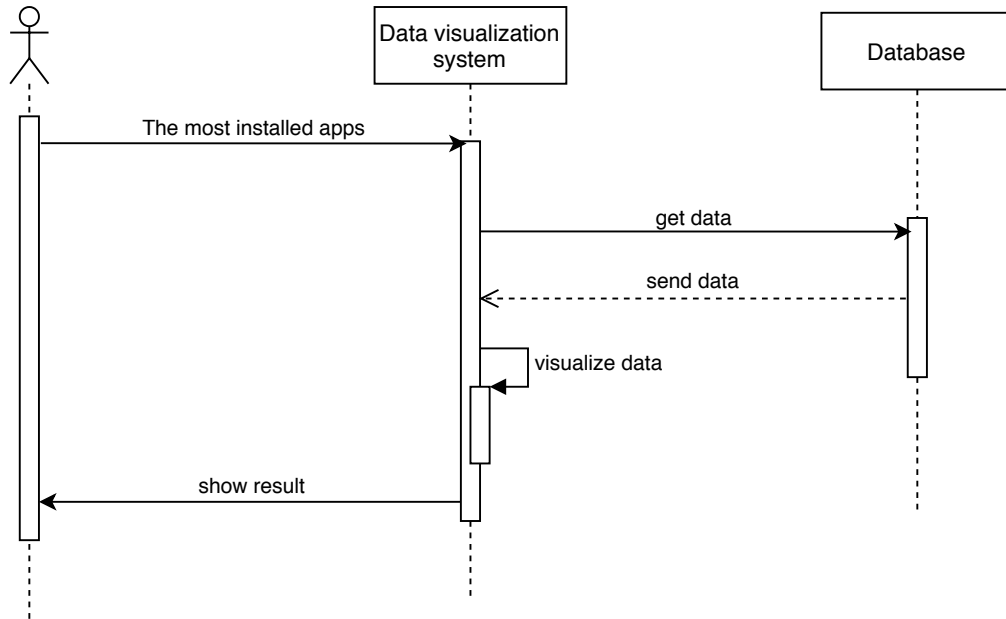 Data visualization
system
Database
The most installed apps
get data
send data
visualize data
show result